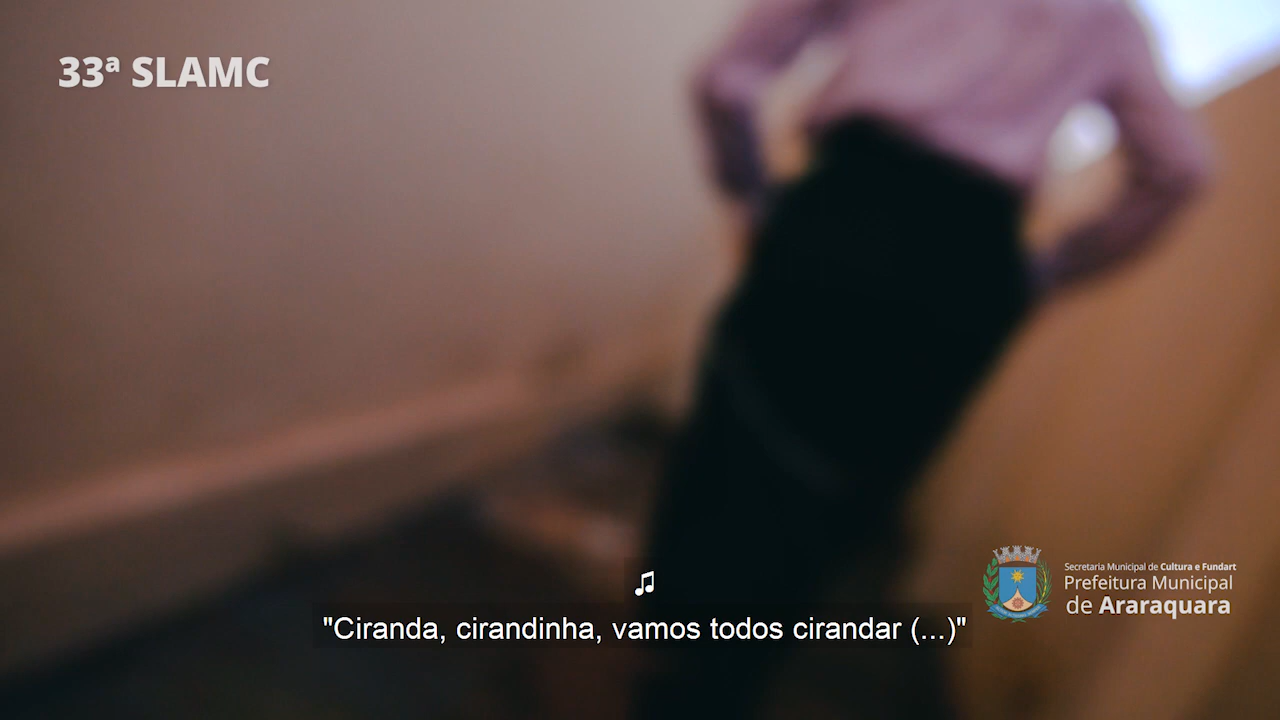 33ª SLAMC
Secretaria Municipal de Cultura e Fundart
Prefeitura Municipal
de Araraquara
♫
"Ciranda, cirandinha, vamos todos cirandar (...)"